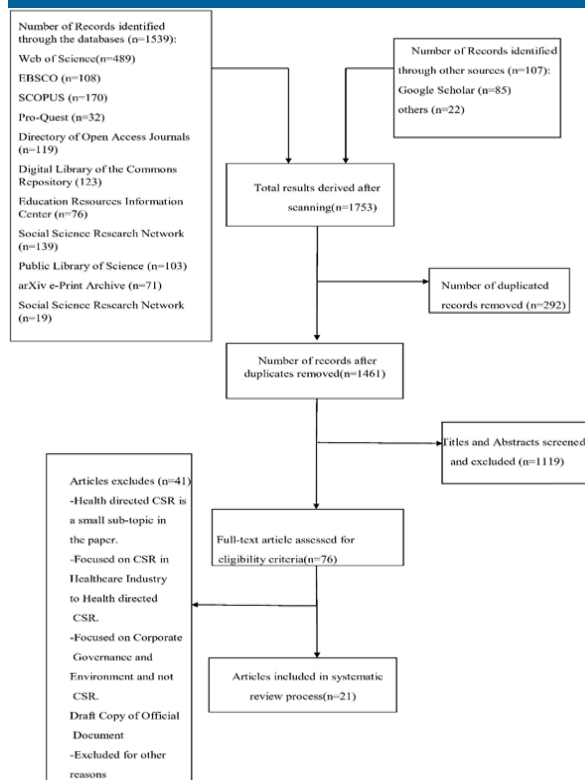 Number of Records identified
through the databases (n=1539):
Web of Science(n=489)
EBSCO (n=108)
SCOPUS (n=170)
Pro-Quest (n=32)
Directory of Open Access Journals
(n=119)
Digital Library of the Commons
Repository (123)
Education Resources Information
Center (n=76)
Social Science Research Network
(n=139)
Public Library of Science (n=103)
arXiv e-Print Archive (n=71)
Social Science Research Network
(n=19)
Number of Records identified
through other sources (n=107):
Google Scholar (n=85)
others (n=22)
Total results derived after
scanning(n=1753)
Number of duplicated
records removed (n=292)
Number of records after
duplicates removed(n=1461)
Titles and Abstracts screened
and excluded (n=1119)
Full-text article assessed for
eligibility criteria(n=76)
Articles excludes (n=41)
-Health directed CSR is
a small sub-topic in
the paper.
-Focused on CSR in
Healthcare Industry
to Health directed
CSR.
-Focused on Corporate
Governance and
Environment and not
CSR.
Draft Copy of Official
Document
-Excluded for other
reasons
Articles included in systematic
review process(n=21)